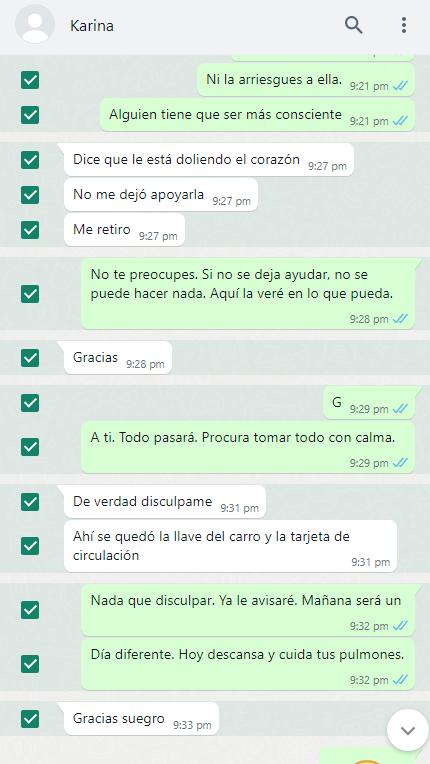 Karina
Ni la arriesgues a ella. 9:21 pm
Alguien tiene que ser más consciente 9:21 pm
Dice que le está doliendo el corazón 9:27 pm
No me dejó apoyarla 9:27 pm
Me retiro 9:27 pm
No te preocupes. Si no se deja ayudar, no se
puede hacer nada. Aquí la veré en lo que pueda.
9:28 pm
Gracias 9:28 pm
G 9:29 pm
A ti. Todo pasará. Procura tomar todo con calma.
9:29 pm
De verdad disculpame 9:31 pm
Ahí se quedó la llave del carro y la tarjeta de
circulación 9:31 pm
Nada que disculpar. Ya le avisaré. Mañana será un
9:32 pm
Día diferente. Hoy descansa y cuida tus pulmones.
9:32 pm
Gracias suegro 9:33 pm